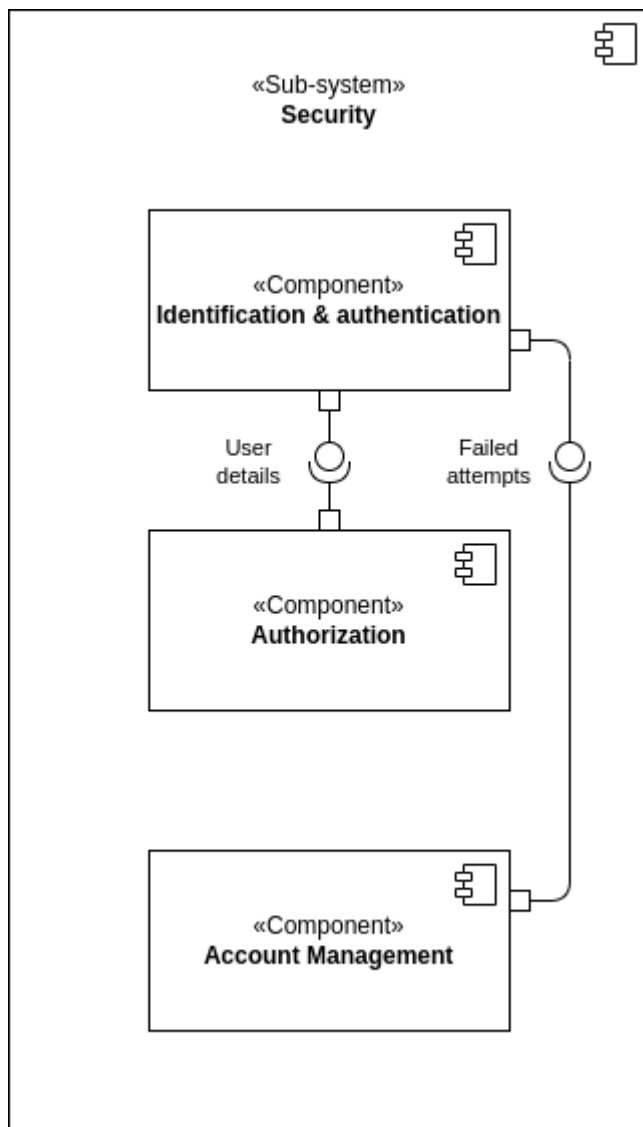 «Sub-system»
Security
«Component»
Identification & authentication
User
details
Failed
attempts
«Component»
Authorization
«Component»
Account Management